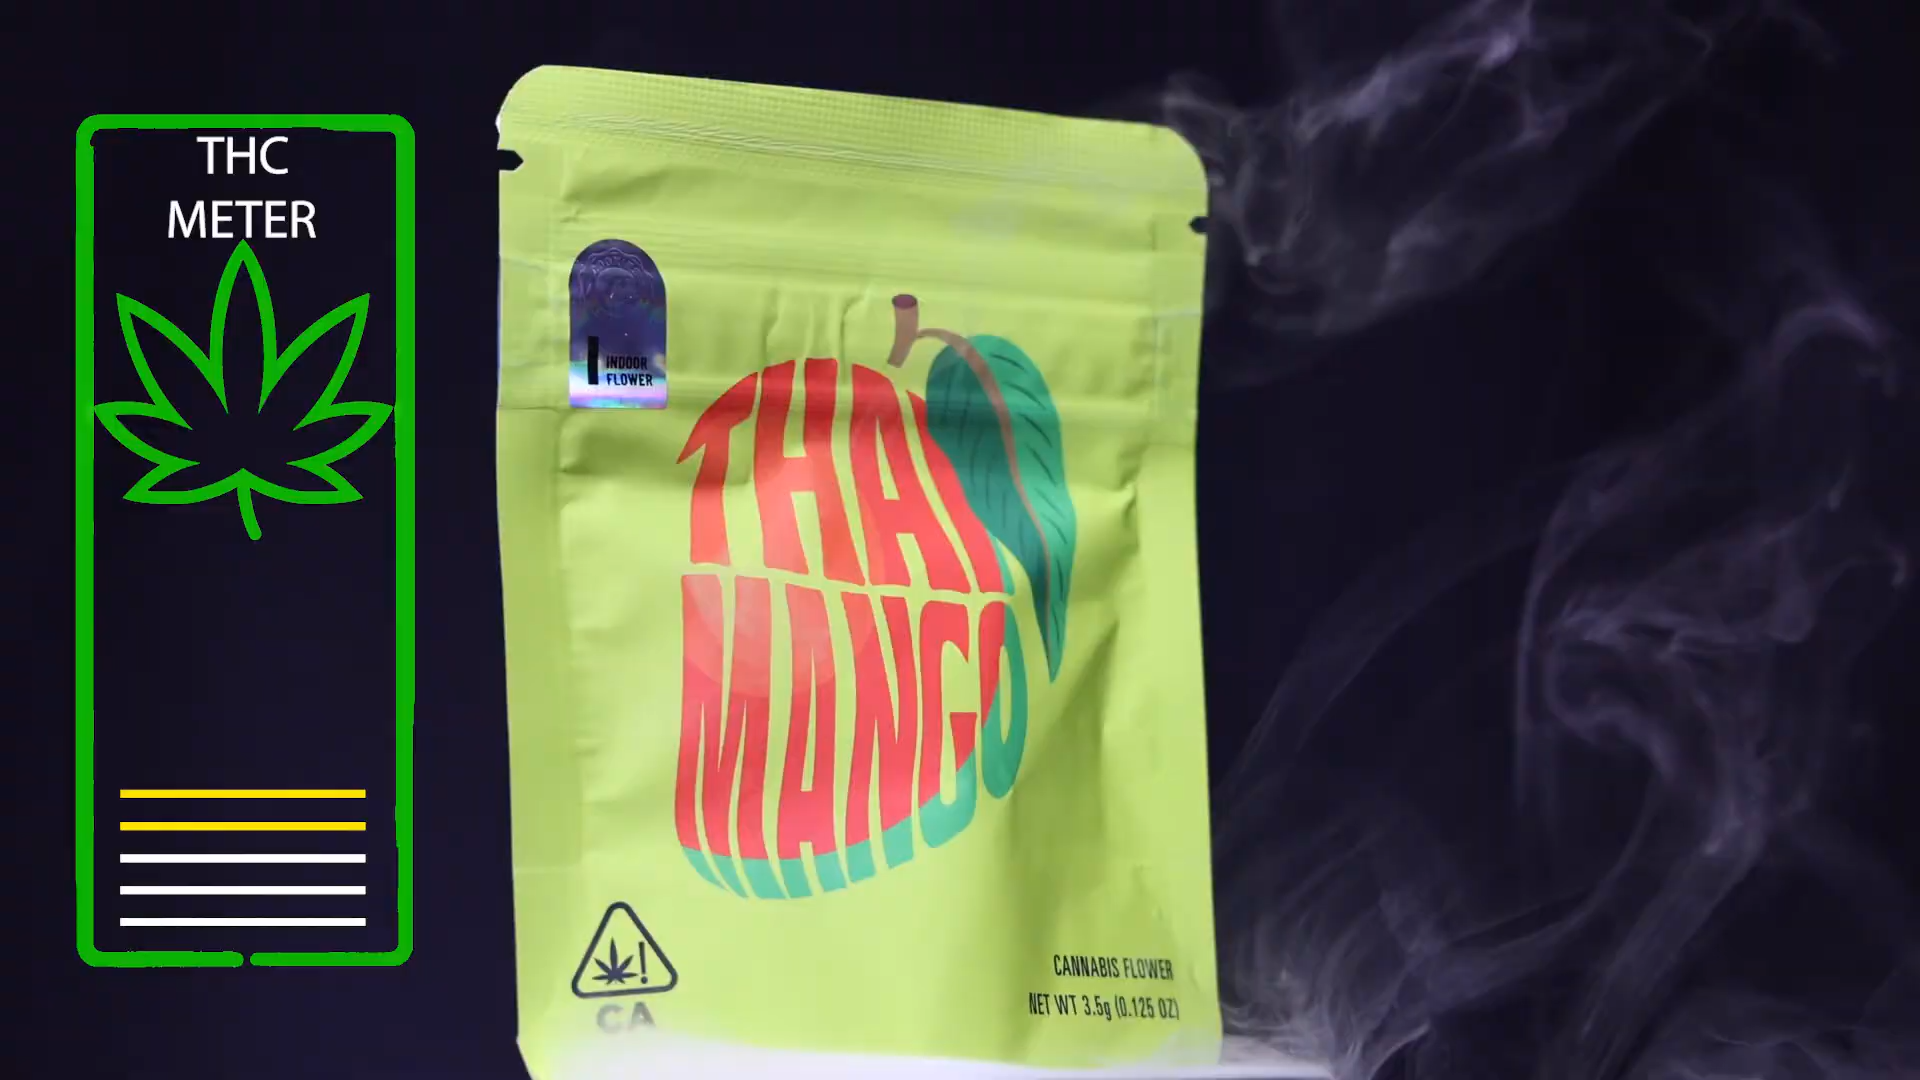 THC
METER
INDOOR
FLOWER
THAI
MANGO
CA
CANNABIS FLOWER
NET WT 3.5g (0.125 OZ)